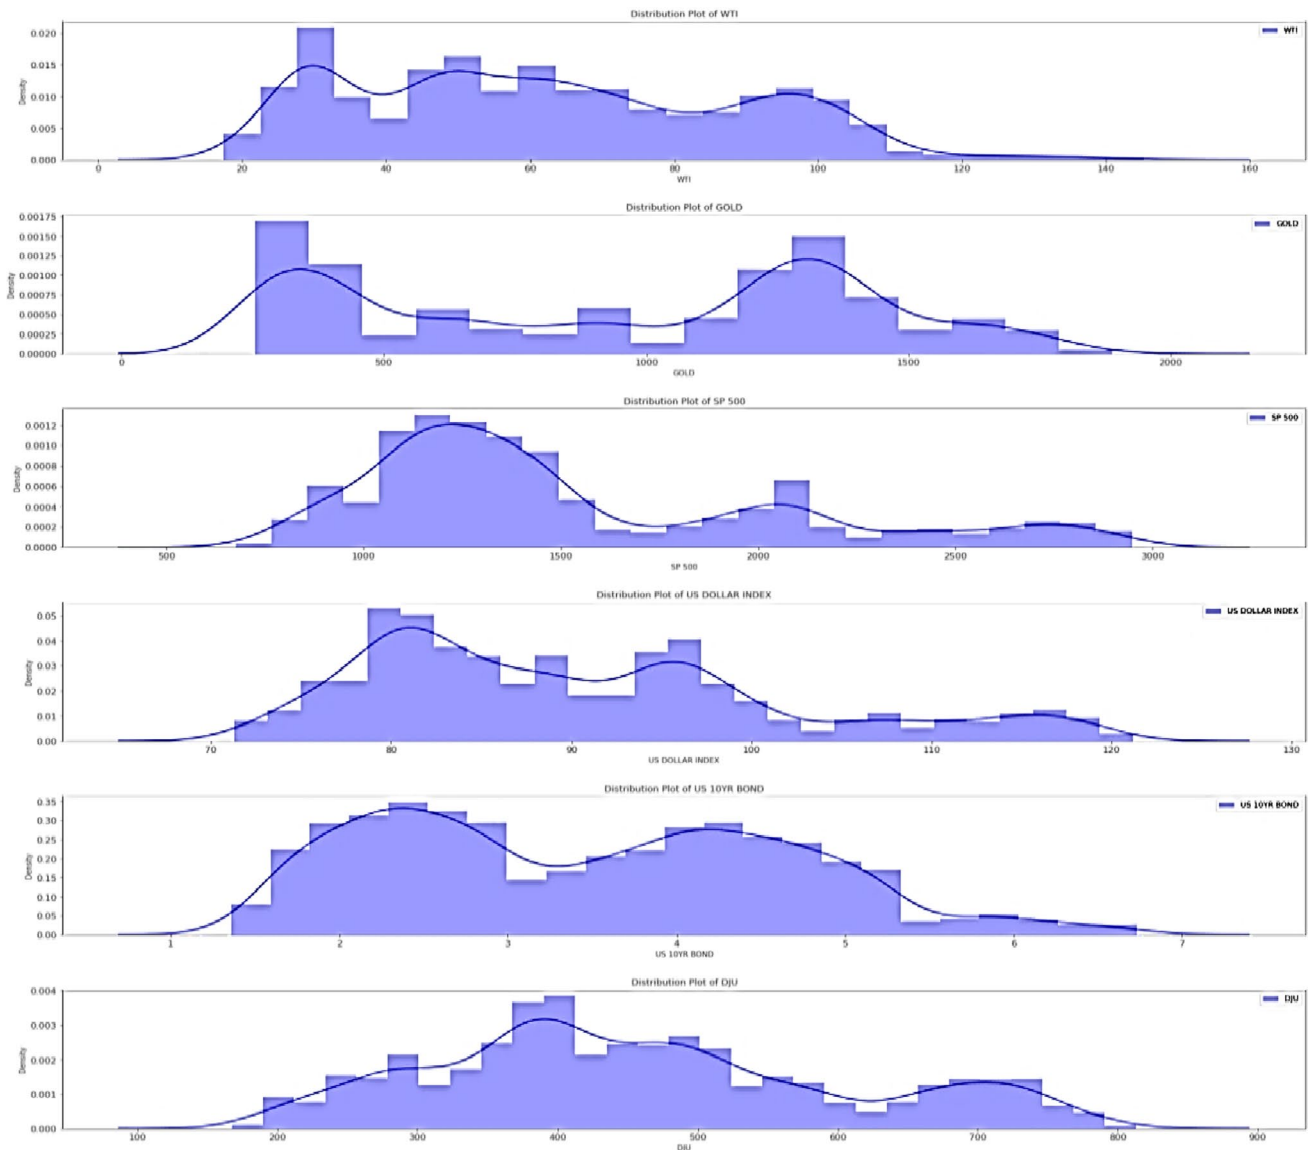 Distribution Plot of WTI
WTI
0.020
0.015
0.010
0.005
0.000
Density
0 20 40 60 80 100 120 140 160
WTI
Distribution Plot of GOLD
GOLD
0.00175
0.00150
0.00125
0.00100
0.00075
0.00050
0.00025
0.00000
Density
0 500 1000 1500 2000
GOLD
Distribution Plot of SP 500
SP 500
0.0012
0.0010
0.0008
0.0006
0.0004
0.0002
0.0000
Density
500 1000 1500 2000 2500 3000
SP 500
Distribution Plot of US DOLLAR INDEX
US DOLLAR INDEX
0.05
0.04
0.03
0.02
0.01
0.00
Density
70 80 90 100 110 120 130
US DOLLAR INDEX
Distribution Plot of US 10YR BOND
US 10YR BOND
0.35
0.30
0.25
0.20
0.15
0.10
0.05
0.00
Density
1 2 3 4 5 6 7
US 10YR BOND
Distribution Plot of DJU
DJU
0.004
0.003
0.002
0.001
0.000
Density
100 200 300 400 500 600 700 800 900
DJU